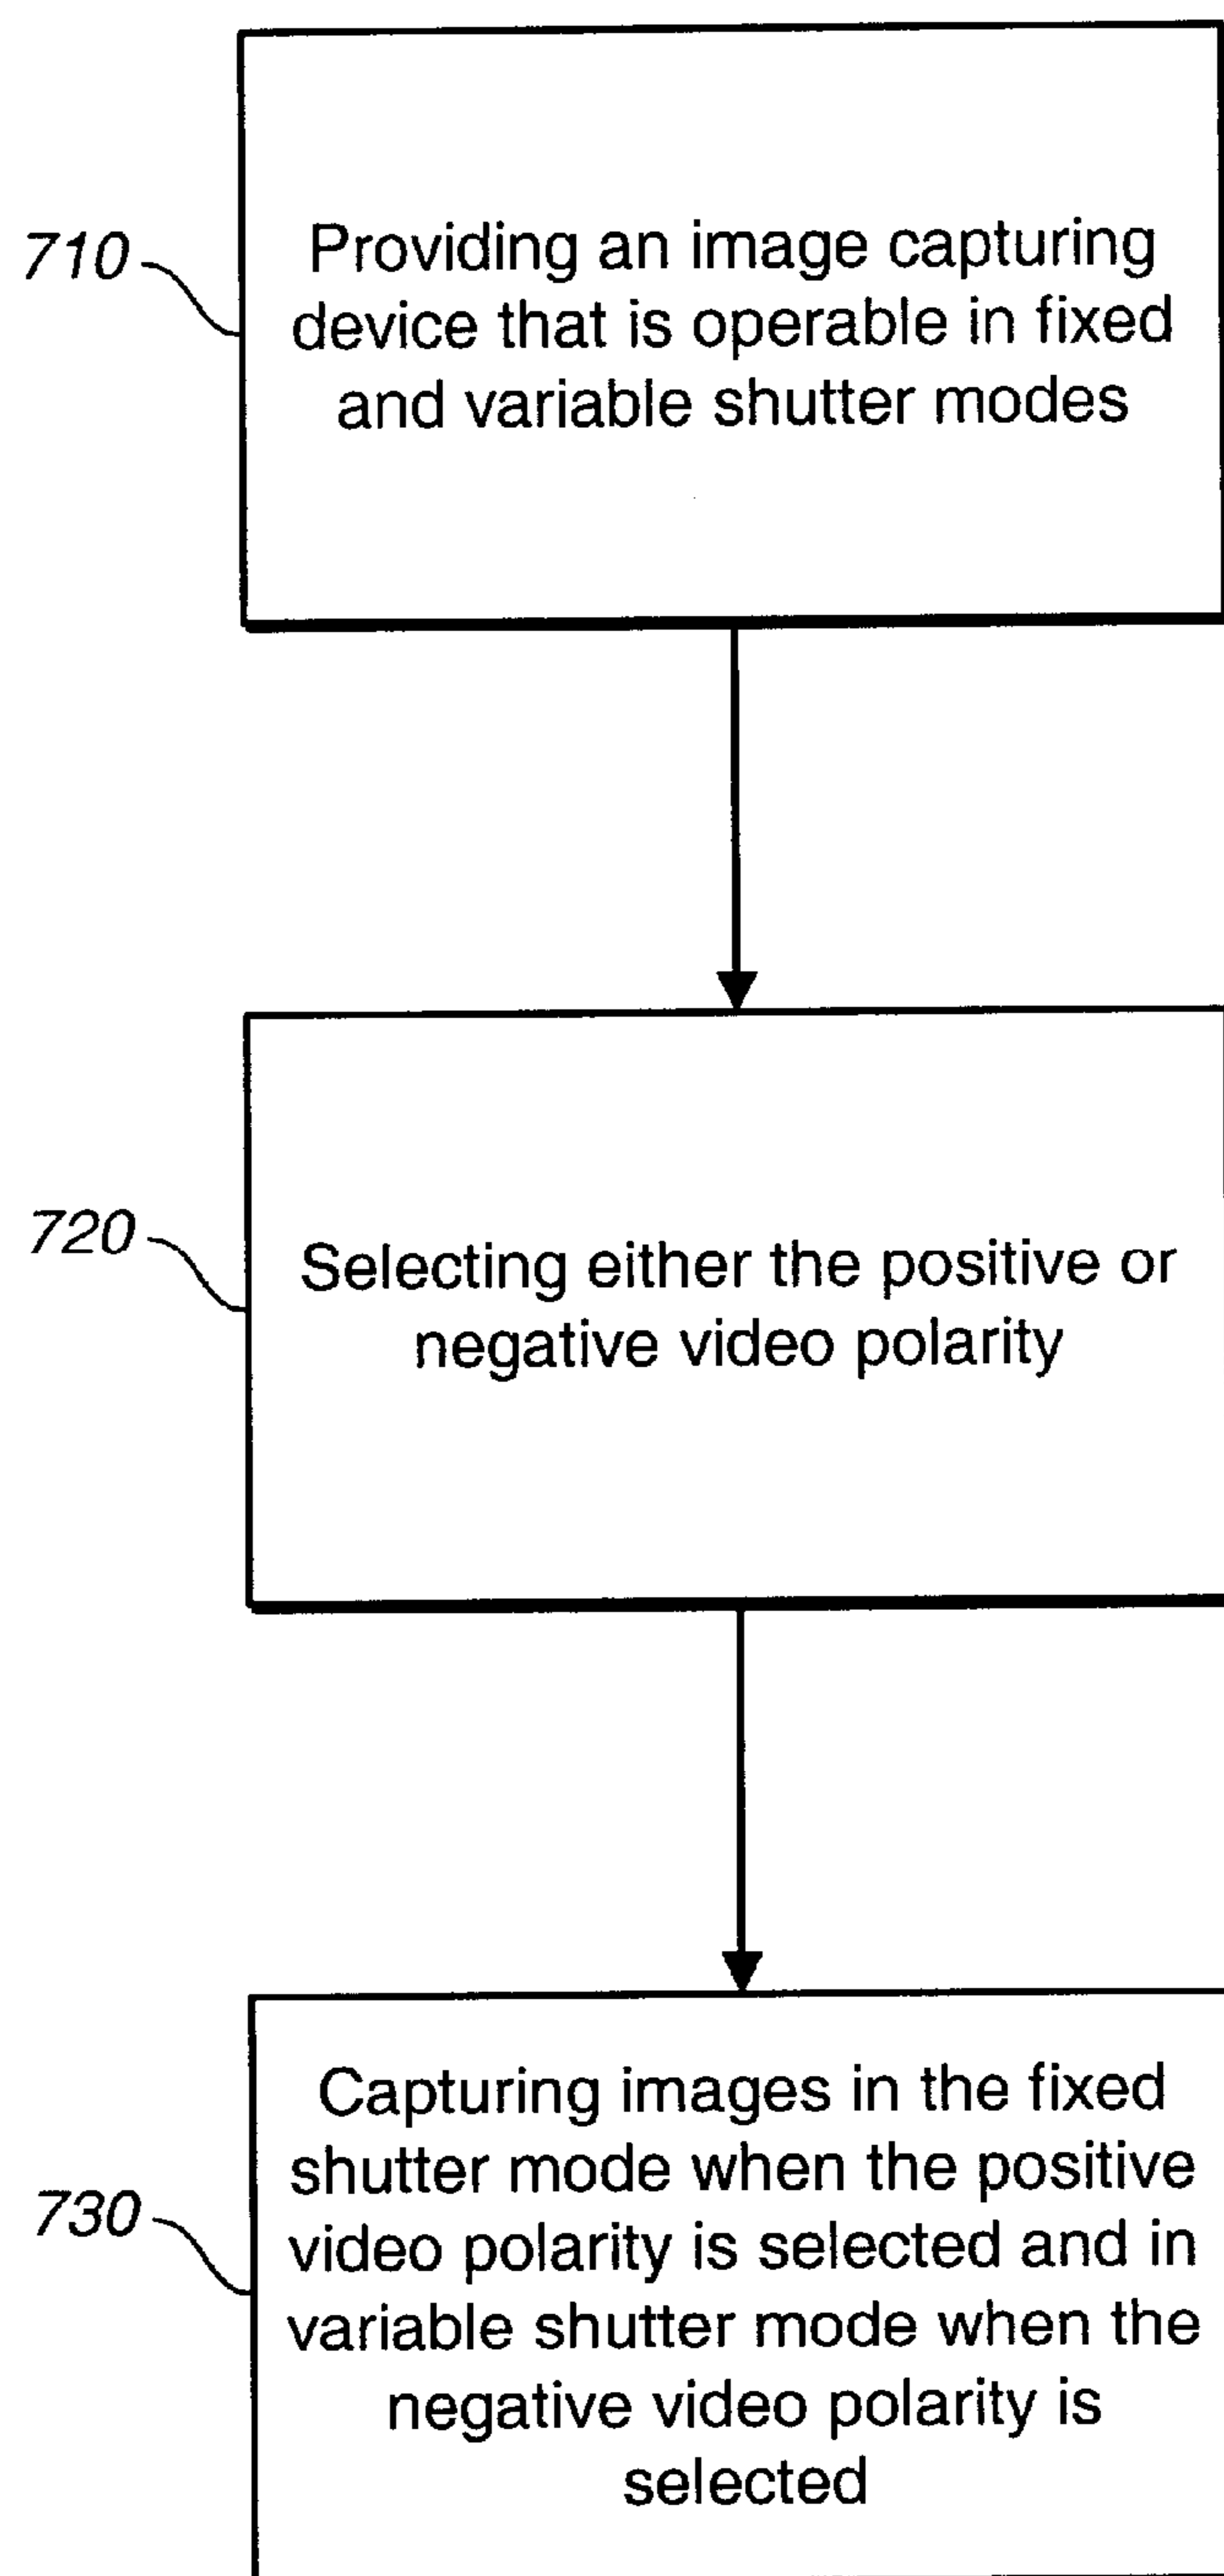 710
Providing an image capturing
device that is operable in fixed
and variable shutter modes
720
Selecting either the positive or
negative video polarity
730
Capturing images in the fixed
shutter mode when the positive
video polarity is selected and in
variable shutter mode when the
negative video polarity is
selected